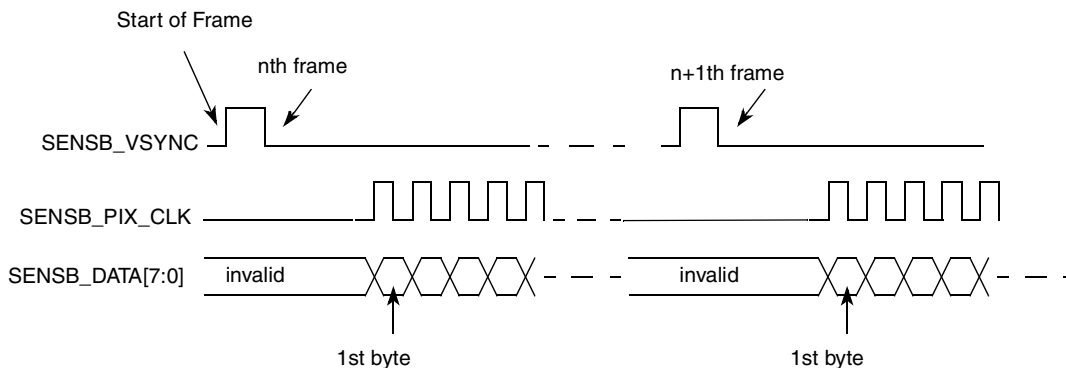 Start of Frame
nth frame
n+1th frame
SENSB_VSYNC
SENSB_PIX_CLK
SENSB_DATA[7:0]
invalid
invalid
1st byte
1st byte